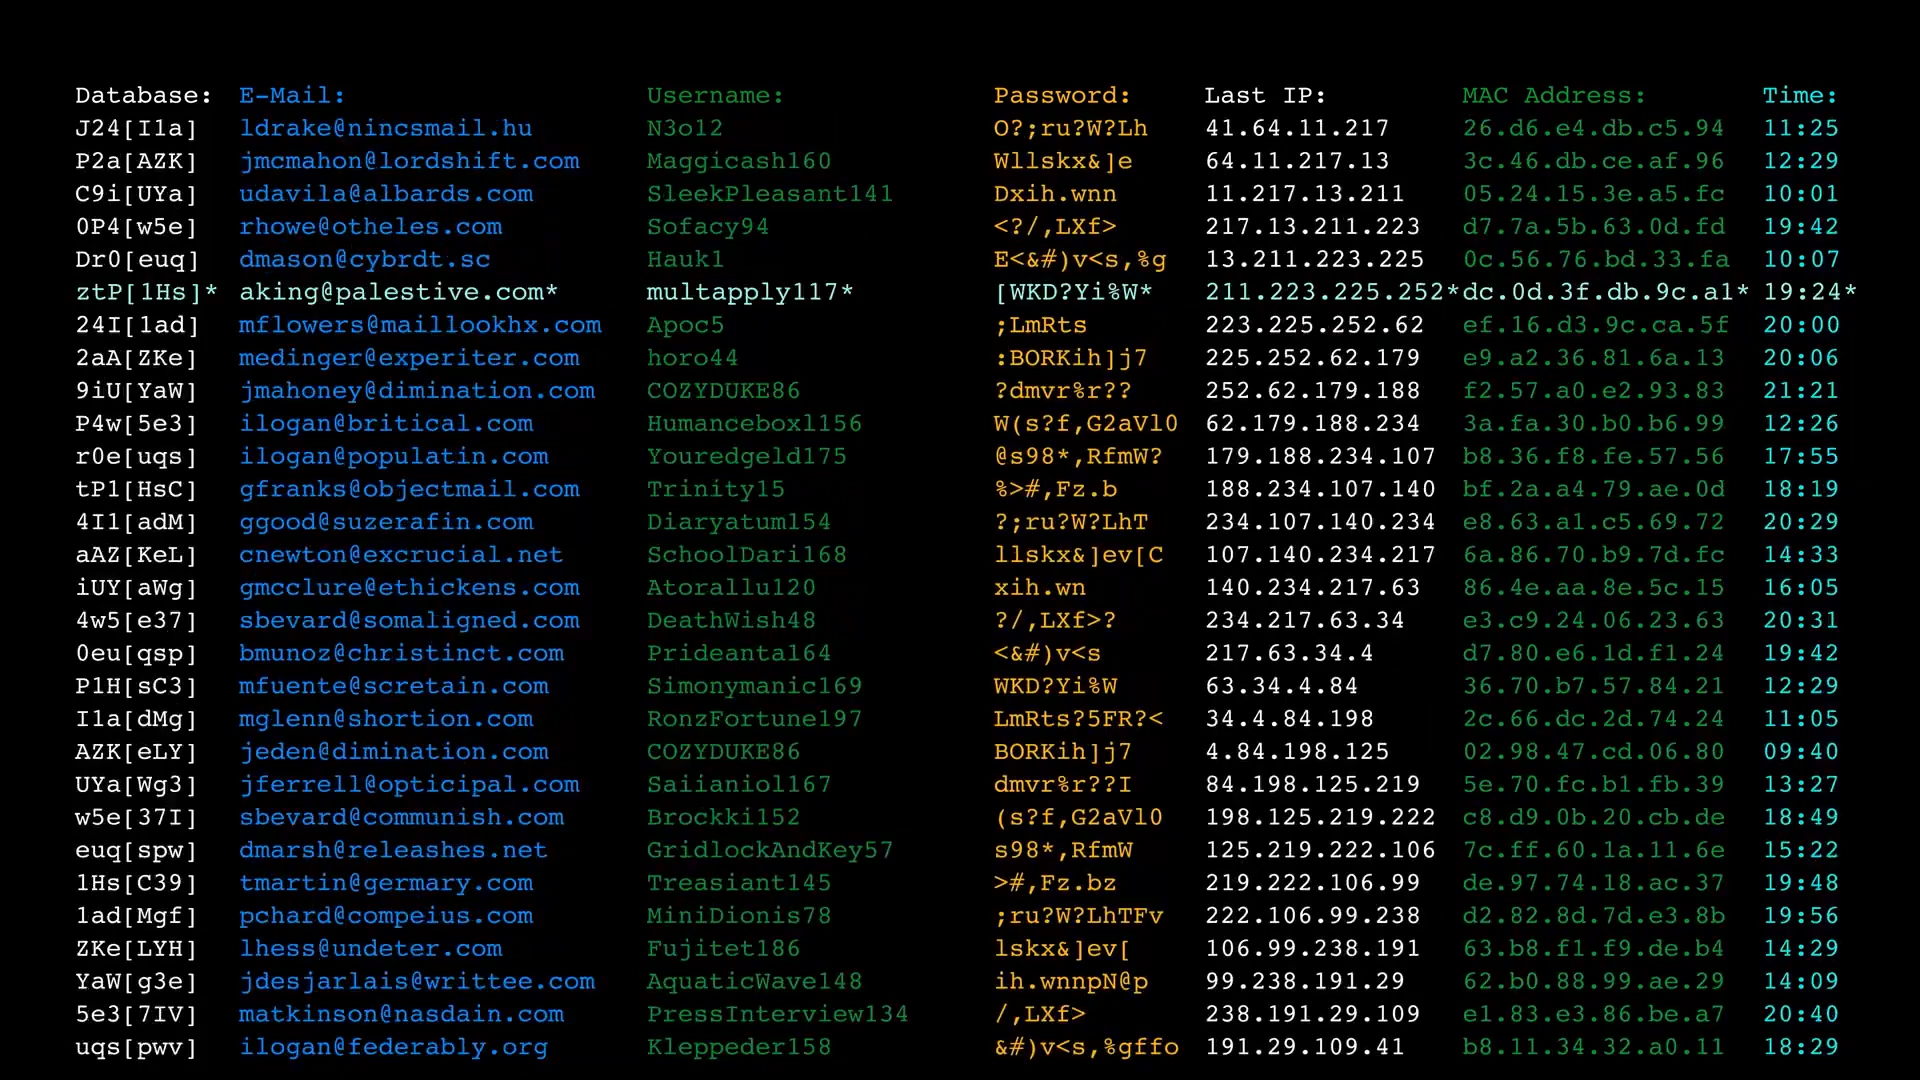 Database: E-Mail: Username: Password: Last IP: MAC Address: Time:
J24[I1a] ldrake@nincsmail.hu N3o12 O?;ru?W?Lh 41.64.11.217 26.d6.e4.db.c5.94 11:25
P2a[AZK] jmcmahon@lordshift.com Maggicash160 Wllskx&]e 64.11.217.13 3c.46.db.ce.af.96 12:29
C9i[UYa] udavila@albards.com SleekPleasant141 Dxih.wnn 11.217.13.211 05.24.15.3e.a5.fc 10:01
0P4[w5e] rhowe@otheles.com Sofacy94 <?/,LXf> 217.13.211.223 d7.7a.5b.63.0d.fd 19:42
Dr0[euq] dmason@cybrdt.sc Hauk1 E<&#)v<s,%g 13.211.223.225 0c.56.76.bd.33.fa 10:07
ztP[1Hs]* aking@palestive.com* multapply117* [WKD?Yi%W* 211.223.225.252* dc.0d.3f.db.9c.a1* 19:24*
24I[1ad] mflowers@maillookhx.com Apoc5 ;LmRts 223.225.252.62 ef.16.d3.9c.ca.5f 20:00
2aA[ZKe] medinger@experiter.com horo44 :BORKih]j7 225.252.62.179 e9.a2.36.81.6a.13 20:06
9iU[YaW] jmahoney@dimination.com COZYDUKE86 ?dmvr%r?? 252.62.179.188 f2.57.a0.e2.93.83 21:21
P4w[5e3] ilogan@britical.com Humanceboxl156 W(s?f,G2aVl0 62.179.188.234 3a.fa.30.b0.b6.99 12:26
r0e[uqs] ilogan@populatin.com Youredgeld175 @s98*,RfmW? 179.188.234.107 b8.36.f8.fe.57.56 17:55
tP1[HsC] gfranks@objectmail.com Trinity15 %>#,Fz.b 188.234.107.140 bf.2a.a4.79.ae.0d 18:19
4I1[adM] ggood@suzerafin.com Diaryatum154 ?;ru?W?LhT 234.107.140.234 e8.63.a1.c5.69.72 20:29
aAZ[KeL] cnewton@excrucial.net SchoolDari168 llskx&]ev[C 107.140.234.217 6a.86.70.b9.7d.fc 14:33
iUY[aWg] gmcclure@ethickens.com Atorallu120 xih.wn 140.234.217.63 86.4e.aa.8e.5c.15 16:05
4w5[e37] sbevard@somaligned.com DeathWish48 ?/,LXf>? 234.217.63.34 e3.c9.24.06.23.63 20:31
0eu[qsp] bmunoz@christinct.com Prideanta164 <&#)v<s 217.63.34.4 d7.80.e6.1d.f1.24 19:42
P1H[sC3] mfuente@scretain.com Simonymanic169 WKD?Yi%W 63.34.4.84 36.70.b7.57.84.21 12:29
I1a[dMg] mglenn@shortion.com RonzFortune197 LmRts?5FR?< 34.4.84.198 2c.66.dc.2d.74.24 11:05
AZK[eLY] jeden@dimination.com COZYDUKE86 BORKih]j7 4.84.198.125 02.98.47.cd.06.80 09:40
UYa[Wg3] jferrell@opticipal.com Saiianiol167 dmvr%r??I 84.198.125.219 5e.70.fc.b1.fb.39 13:27
w5e[37I] sbevard@communish.com Brockki152 (s?f,G2aVl0 198.125.219.222 c8.d9.0b.20.cb.de 18:49
euq[spw] dmarsh@releashes.net GridlockAndKey57 s98*,RfmW 125.219.222.106 7c.ff.60.1a.11.6e 15:22
1Hs[C39] tmartin@germary.com Treasiant145 >#,Fz.bz 219.222.106.99 de.97.74.18.ac.37 19:48
1ad[Mgf] pchard@compeius.com MiniDionis78 ;ru?W?LhTFv 222.106.99.238 d2.82.8d.7d.e3.8b 19:56
ZKe[LYH] lhess@undeter.com Fujitet186 lskx&]ev[ 106.99.238.191 63.b8.f1.f9.de.b4 14:29
YaW[g3e] jdesjarlais@writtee.com AquaticWave148 ih.wnnpN@p 99.238.191.29 62.b0.88.99.ae.29 14:09
5e3[7IV] matkinson@nasdain.com PressInterview134 /,LXf> 238.191.29.109 e1.83.e3.86.be.a7 20:40
uqs[pwv] ilogan@federably.org Kleppeder158 &#)v<s,%gffo 191.29.109.41 b8.11.34.32.a0.11 18:29